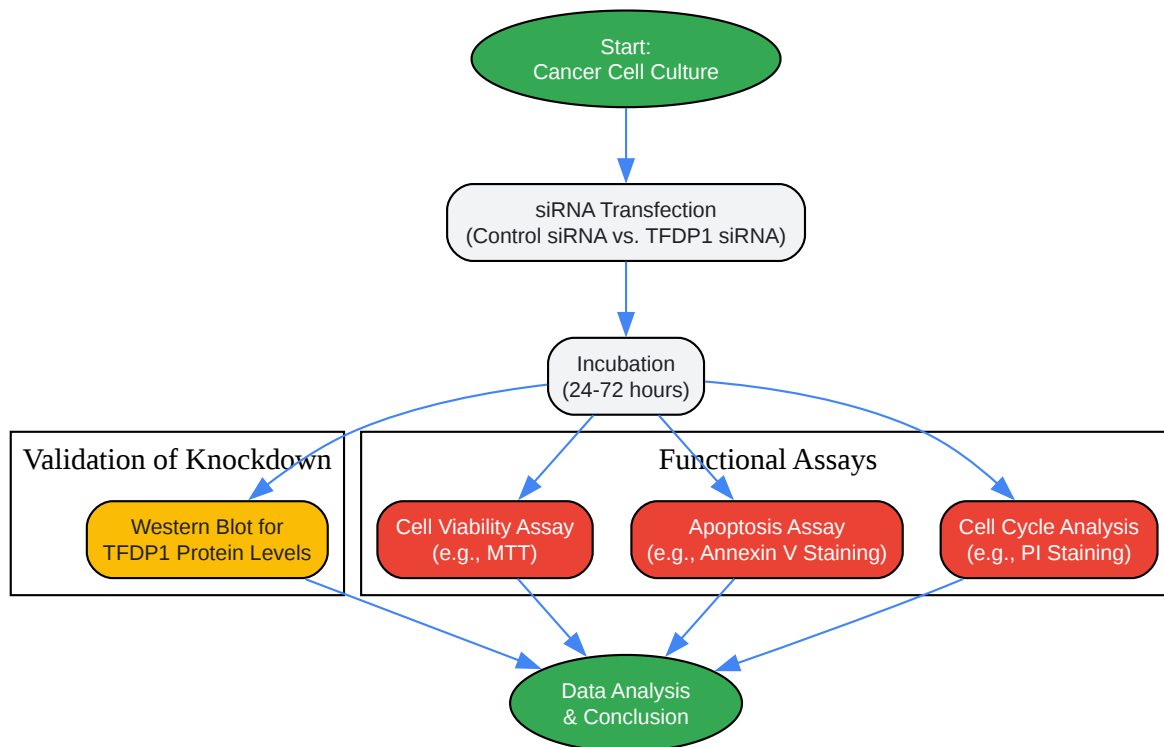 Start:
Cancer Cell Culture
siRNA Transfection
(Control siRNA vs. TFDP1 siRNA)
Incubation
(24-72 hours)
Validation of Knockdown
Functional Assays
Western Blot for
TFDP1 Protein Levels
Cell Viability Assay
(e.g., MTT)
Apoptosis Assay
(e.g., Annexin V Staining)
Cell Cycle Analysis
(e.g., PI Staining)
Data Analysis
& Conclusion